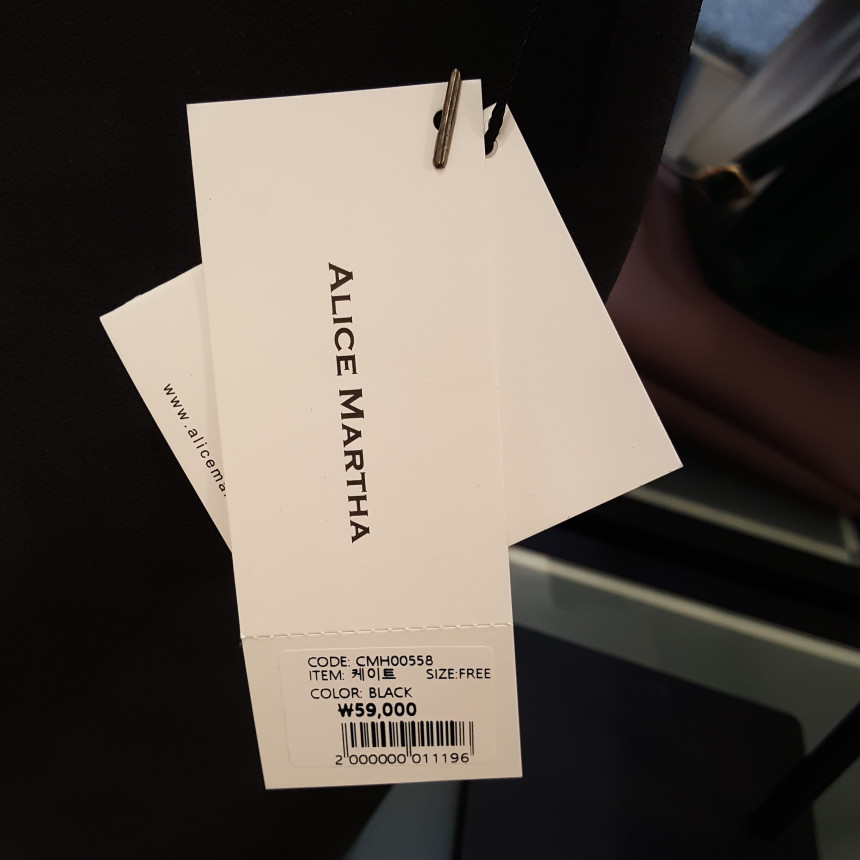 ALICE MARTHA
www.alicema
CODE: CMH00558
ITEM: 케이트 SIZE:FREE
COLOR: BLACK
₩59,000
2 000000 011196